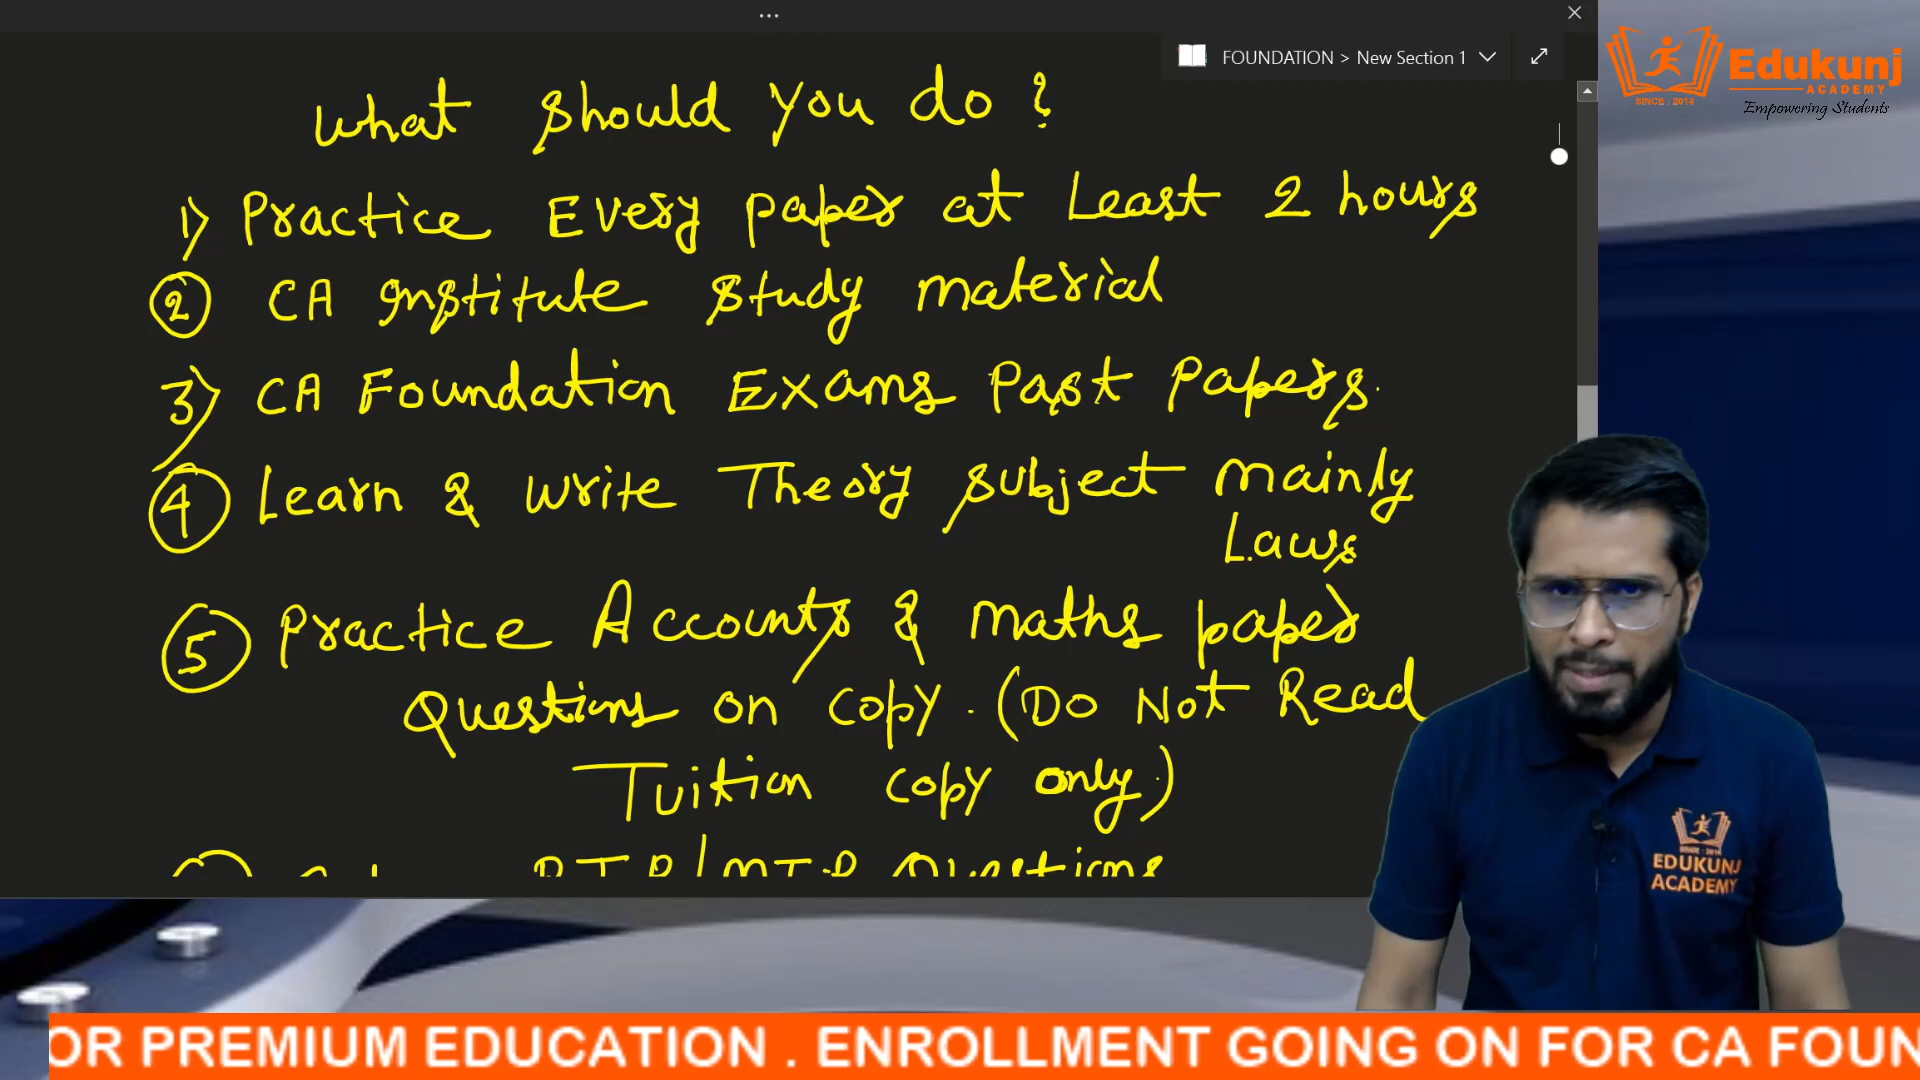 ...
FOUNDATION > New Section 1
Edukunj
ACADEMY
SINCE : 2014
Empowering Students
What should you do ?
1) Practice Every paper at Least 2 hours
2 CA Institute study material
3) CA Foundation Exams Past Papers.
4 Learn & write Theory subject mainly
Laws
5 Practice Accounts & maths paper
Questions on copy. (Do Not Read
Tuition copy only.)
RTP/MTP Questions
EDUKUNJ
ACADEMY
OR PREMIUM EDUCATION . ENROLLMENT GOING ON FOR CA FOUN